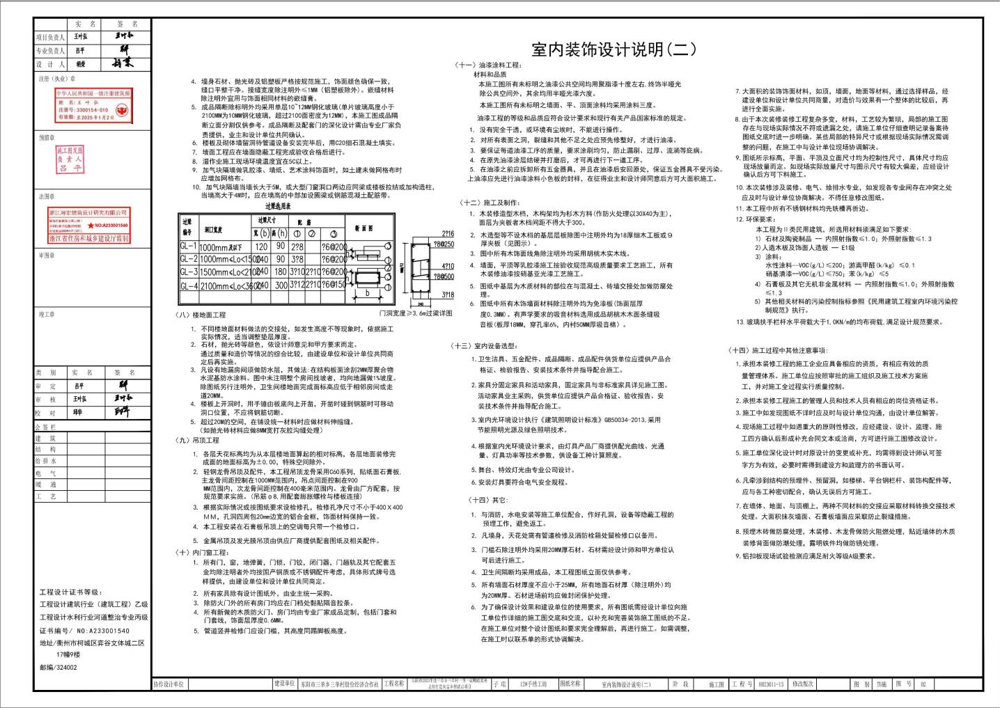 室内装饰设计说明(二)
实 名 签 名
项目负责人 王叶弘 王叶弘
专业负责人 吕平
设 计 人 胡荣 胡荣
注册(执业)章
中华人民共和国一级注册建筑师
姓 名:王 叶 弘
注册号:3300154-010
有效期:至2025年1月2日
预留章
施工图发图
负 责 人
吕 平
出图章
浙江海宏建筑设计研究有限公司
NO:A233001540
浙江省住房和城乡建设厅监制
审图章
竣工章
类 别 实 名 签 名
审 定 吕平
审 核 王叶弘 王叶弘
校 对 邱华 邱华
会签栏
建 筑
结 构
给排水
电 气
暖 通
工 艺
工程设计证书等级:
工程设计建筑行业(建筑工程)乙级
工程设计水利行业河道整治专业丙级
证书编号/ NO:A233001540
地址/衢州市柯城区弈谷文体城二区
17幢9楼
邮编/324002
4. 墙身石材、抛光砖及铝塑板严格按规范施工,饰面颜色确保一致,
缝口平整干净。接缝宽度除注明外≤1MM(铝塑板除外)。嵌缝材料
除注明外宜用与饰面相同材料的嵌缝膏。
5. 成品隔断除标明外均采用单层10~12MM钢化玻璃(单片玻璃高度小于
2100MM为10MM钢化玻璃,超过2100面密度为12MM),本施工图成品隔
断立面分割仅供参考。成品隔断及配套门的深化设计需由专业厂家负
责提供,业主和设计单位共同确认。
6. 楼板及砌体墙留洞待管道设备安装完毕后,用C20细石混凝土填实。
7. 墙面工程应在墙面隐蔽工程完成验收合格后进行。
8. 湿作业施工现场环境温度宜在5C以上。
9. 加气块隔墙做乳胶漆、墙纸、艺术涂料饰面时,如土建未做网格布时
应增加网格布。
10. 加气块隔墙当墙长大于5M,或大型门窗洞口两边应同梁或楼板拉结或加构造柱,
当墙高大于4M时,应在墙高的中部加设圈梁或钢筋混凝土配筋带。
过梁选用表
过梁编号 洞口宽度 过梁尺寸 配 筋 断 面 图
宽(b) 高(h) ① ② ③
GL-1 1000mm及以下 120 90 2?8 ?6@200
GL-2 1000mm≤Lo<1500 240 90 3?8 ?6@200
GL-3 1500mm≤Lo<2100 240 180 3?10 2?10 ?6@200
GL-4 2100mm≤Lo<3600 240 300 3?12 2?10 ?6@150
b
2?16
?8@250
4?10
?8@500
3?18
240
门洞宽度≥3.6m过梁详图
(八) 楼地面工程
1. 不同楼地面材料做法的交接处,如发生高度不等现象时,依据施工
实际情况,适当调整垫层厚度。
2. 石材,抛光砖等颜色,依设计师意见和甲方要求而定。
通过质量和造价等情况的综合比较,由建设单位和设计单位共同商
定后再实施。
3. 凡设有地漏房间须做防水层,其做法:在结构板面涂刮2MM厚聚合物
水泥基防水涂料。图中未注明整个房间找坡者,均向地漏做1%坡度。
除图纸另行注明外,卫生间楼地面完成面标高应低于相邻房间或走
道20MM。
4. 楼板上开洞时,用手锤由板底向上开凿,开凿时碰到钢筋时可移动
洞口位置,不应将钢筋切断。
5. 超过20M的空间,在铺设统一材料时应做材料伸缩缝。
(如抛光砖材料应做8MM宽打灰胶沟缝处理)
(九) 吊顶工程
1. 各层天花标高均为从本层楼地面算起的相对标高,各层地面装修完
成面的地面标高为±0.00,特殊空间除外。
2. 轻钢龙骨吊顶及配件,本工程吊顶龙骨采用C60系列,贴纸面石膏板.
主龙骨间距控制在1000MM范围内,吊点间距控制在900
MM范围内,次龙骨间距控制在400毫米范围内。龙骨由厂方配套,按
规范要求实施。(吊筋φ8,用配套膨胀螺栓与楼板连接)
3. 根据实际情况或按图纸要求设检修孔,检修孔净尺寸不小于400X400
MM,孔洞四周包20mm边宽的铝合金框,饰面材料保持一致。
4. 本工程安装在石膏板吊顶上的空调每只带一个检修口。
5. 金属吊顶及发光膜吊顶由供应厂商提供配套图纸及相关配件。
(十) 内门窗工程:
1. 所有门,窗,地弹簧,门锁,门铰,闭门器,门趟轨及其它配套五
金均除注明者外均按国产铜质或不锈钢配件考虑,具体形式牌号选
样提供,由建设单位和设计单位共同商定。
2. 所有家具除有设计图纸外,由业主统一采购。
3. 除防火门外的所有房门均应在门档处黏贴隔音胶条。
4. 所有新做的木质防火门、房门均由专业厂家成品定制,包括门套和
门套线,饰面层厚度0.6MM。
5. 管道竖井检修门应设门槛,其高度同踢脚板高度。
(十一) 油漆涂料工程:
材料和品质
本施工图所有未标明之油漆公共空间均用聚脂漆十度左右.终饰半哑光
除公共空间外,其余均用半哑光漆六度。
本施工图所有未标明之墙面、平、顶面涂料均采用涂料三度。
油漆工程的等级和品质应符合设计要求和现行有关产品国家标准的规定。
1. 没有完全干透,或环境有尘埃时,不能进行操作。
2. 对所有表面之洞,裂缝和其他不足之处应预先修整好,才进行油漆。
3. 要保证每道油漆工序的质量,要求涂刷均匀,防止漏刷、过厚、流淌等庇病。
4. 在原先油漆涂层结硬并打磨后,才可再进行下一道工序。
5. 在油漆之前应拆卸所有五金器具,并且在油漆后安回原处,保证五金器具不受污染。
上油漆应先进行油漆涂料小色板的封样,在征得业主和设计师同意后方可大面积施工。
(十二) 施工及制作:
1. 木装修造型木档,木构架均为杉木方料(作防火处理以30X40为主),
面层为夹板者木档间距不得大于300。
2. 木造型等不设木档的基层层板除图中注明外均为18厚细木工板或9
厚夹板(见图示)。
3. 图中所有木饰面线角除注明外均采用胡桃木实木线。
4. 墙面,平顶等乳胶漆施工按验收规范高级质量要求工艺施工,所有
木装修油漆按硝基亚光漆工艺施工。
5. 图纸中基层为木质材料的部位在与混凝土、砖墙交接处加做防腐处
理。
6. 图纸中所有木饰墙面材料除注明外均为免漆板(饰面层厚
度0.3MM)。有声学要求的吸音材料选用成品胡桃木木面条缝吸
音板(板厚18MM,穿孔率6%,内衬50MM厚吸音棉)。
(十三) 室内设备选型:
1. 卫生洁具、五金配件、成品隔断、成品配件供货单位应提供产品合
格证、检验报告、安装技术条件并指导配合施工。
2. 家具分固定家具和活动家具,固定家具与非标准家具详见施工图。
活动家具业主采购,供货单位应提供产品合格证、验收报告、安
装技术条件并指导配合施工。
3. 室内光环境设计执行《建筑照明设计标准》GB50034-2013,采用
节能照明光源及绿色照明技术。
4. 根据室内光环境设计要求,由灯具产品厂商提供配光曲线、光通
量、灯具功率等技术参数,供设备工种计算照度。
5. 舞台、特效灯光由专业公司设计。
6. 安装灯具要符合电气安全规程。
(十四) 其它:
1. 与消防,水电安装等施工单位配合,作好孔洞,设备等隐蔽工程的
预埋工作,避免返工。
2. 凡墙身,天花处需有管道检修及消防栓箱处留检修口以备用。
3. 门槛石除注明外均采用20MM厚石材。石材需经设计师和甲方单位认
可后进行施工。
4. 卫生间隔断均采用成品,本工程图纸立面仅供参考。
5. 所有墙面石材厚度不应小于25MM,所有地面石材厚(除注明外)均
为20MM厚。石材进场前均应做封闭保护处理。
6. 为了确保设计效果和建设单位的使用要求,所有图纸需经设计单位向施
工单位作详细的施工图交底和交流,以补充和完善装饰施工图纸的不足。
在施工单位对整个设计图纸和要求完全理解后,再进行施工。如需调整,
在施工时以联系单的形式协调解决。
7. 大面积的装饰饰面材料,如顶,墙面,地面等材料,通过选择样品,经
建设单位和设计单位共同商量,对造价与效果有一个整体的比较后,再
进行全面实施。
8. 由于本次装修装修工程复杂多变,材料,工艺较为繁琐,局部的施工图
存在与现场实际情况不符或遗漏之处,请施工单位仔细查明记录备案待
图纸交底时进一步明确。某些局部的特异尺寸或根据现场实际情况需调
整的问题,在施工中与设计单位现场协调解决。
9. 图纸所示标高,平面、平顶及立面尺寸均为控制性尺寸,具体尺寸均应
现场放量而定。如现场实际放量尺寸与图示尺寸有较大偏差,应经设计
确认后方可下料施工。
10. 本次装修涉及装修、电气、给排水专业,如发现各专业间存在冲突之处
应及时与设计单位协商解决。不得任意修改图纸。
11. 本工程中所有不锈钢材料均先铣槽再折边。
12. 环保要求:
本工程为Ⅱ类民用建筑,所选用材料须满足如下要求:
1) 石材及陶瓷制品 -- 内照射指数≤1.0;外照射指数≤1.3
2)人造木板及饰面人造板 -- E1级
3) 涂料:
水性涂料--VOC(g/L)≤200;游离甲醛(k/kg) ≤0.1
硝基清漆--VOC(g/L)≤750;苯(k/kg) ≤5
4) 石膏板及其它无机非金属材料 -- 内照射指数≤1.0;外照射指数
≤1.3
5) 其他相关材料的污染控制指标参照《民用建筑工程室内环境污染控
制规范》执行。
13. 玻璃扶手栏杆水平荷载大于1.0KN/m的均布荷载.满足设计规范要求。
(十四) 施工过程中其他注意事项:
1. 承担本装修工程的施工企业应具备相应的资质,有相应有效的质
量管理体系。施工单位应按照审批的施工组织及施工技术方案施
工,并对施工全过程实行质量控制。
2. 承担本装修工程施工的管理人员和技术人员有相应的岗位资格证书。
3. 施工中如发现图纸不详时应及时与设计单位沟通,由设计单位解答。
4. 现场施工过程中如遇重大的原则性修改,应经建设、设计、监理、施
工四方确认后形成补充合同文本或洽商,方可进行施工图修改设计。
5. 施工单位深化设计时对原设计的变更或补充,均需得到设计师认可签
字方为有效,必要时需得到建设方和监理方的书面认可。
6. 凡牵涉到结构的预埋件、预留洞,如楼梯、平台钢栏杆、装饰构配件等,
应与各工种密切配合,确认无误后方可施工。
7. 在墙体、地面、与顶棚上,两种不同材料的交接应采取材料转换交接技术
处理。大面积抹灰墙面、石膏板墙面应采取防止裂缝措施。
8. 预埋木砖做防腐处理,木装修、木龙骨做防火阻燃处理,贴近墙体的木质
装修背面做防潮处理,露明铁件均做防锈处理。
9. 铝扣板现场试验检测应满足耐火等级A级要求。
协作设计单位 建设单位 东阳市三单乡三单村股份经济合作社 工程名称 子 项 12#手绣工坊 图纸名称 室内装饰设计说明(二) 阶 段 施工图 工 程 号 HH23011-13 修改版次 图 别 饰施 图 号 02